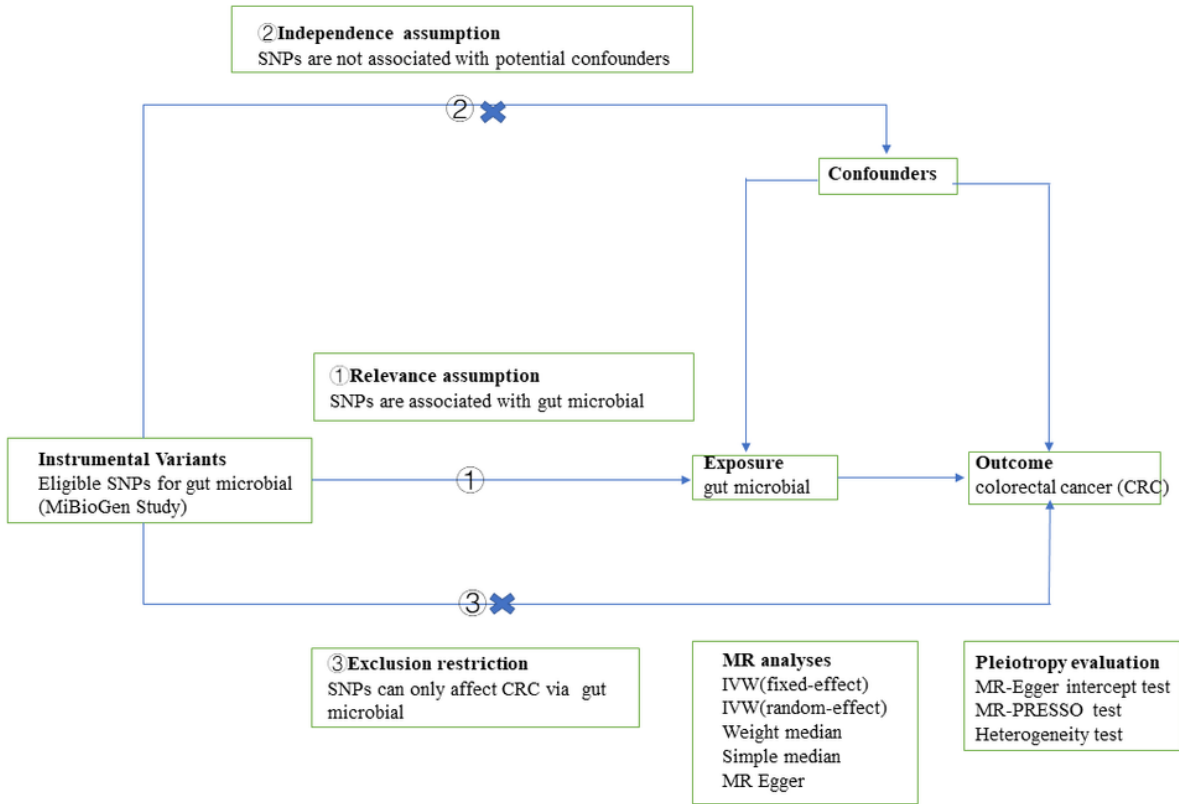 ②Independence assumption
SNPs are not associated with potential confounders
②
Confounders
①Relevance assumption
SNPs are associated with gut microbial
Instrumental Variants
Eligible SNPs for gut microbial
(MiBioGen Study)
①
Exposure
gut microbial
Outcome
colorectal cancer (CRC)
③
③Exclusion restriction
SNPs can only affect CRC via gut
microbial
MR analyses
IVW(fixed-effect)
IVW(random-effect)
Weight median
Simple median
MR Egger
Pleiotropy evaluation
MR-Egger intercept test
MR-PRESSO test
Heterogeneity test